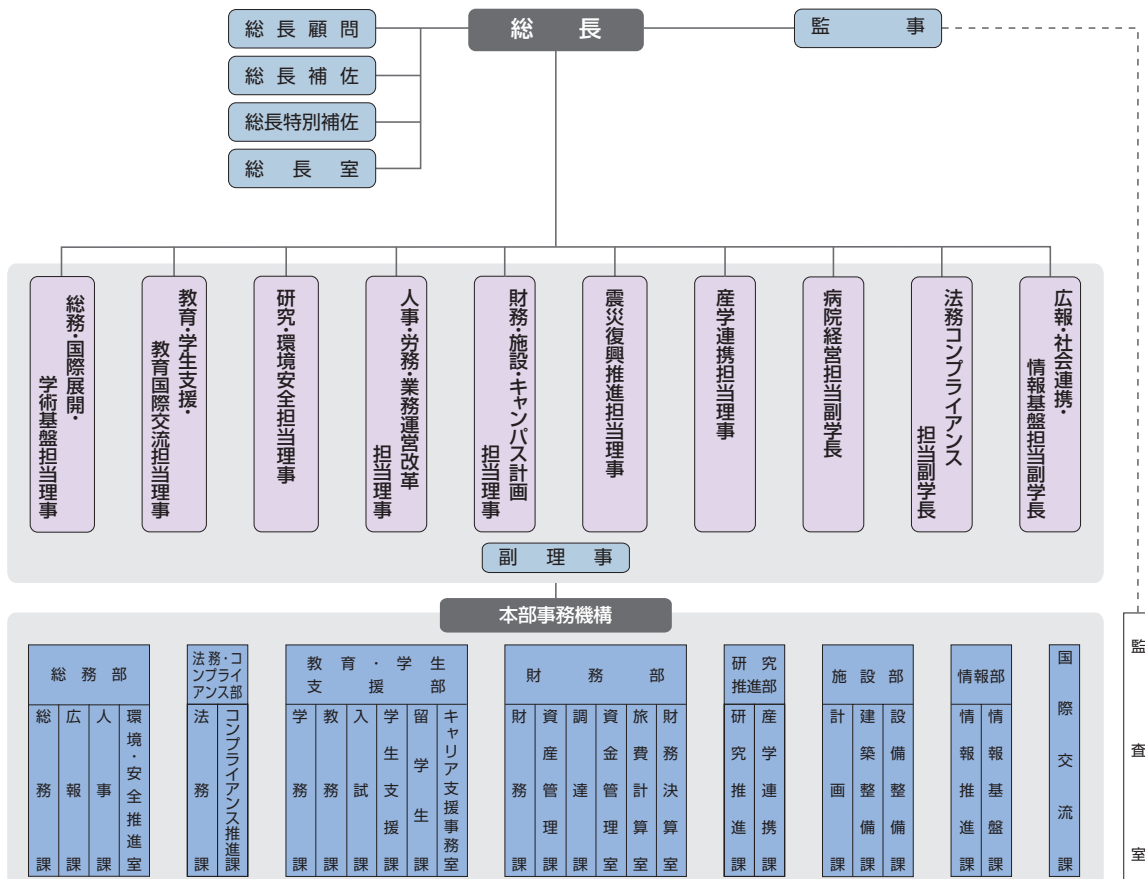 総長
総長顧問
総長補佐
総長特別補佐
総長室
監事
総務・国際展開・
学術基盤担当理事
教育・学生支援・
教育国際交流担当理事
研究・環境安全担当理事
人事・労務・業務運営改革
担当理事
財務・施設・キャンパス計画
担当理事
震災復興推進担当理事
産学連携担当理事
病院経営担当副学長
法務コンプライアンス
担当副学長
広報・社会連携・
情報基盤担当副学長
副理事
本部事務機構
総務部
総務課
広報課
人事課
環境・安全推進室
法務・コ
ンプライ
アンス部
法務課
コンプライアンス推進課
教育・学生
支援部
学務課
教務課
入試課
学生支援課
留学生課
キャリア支援事務室
財務部
財務課
資産管理課
調達課
資金管理室
旅費計算室
財務決算室
研究
推進部
研究推進課
産学連携課
施設部
計画課
建築整備課
設備整備課
情報部
情報推進課
情報基盤課
国際交流課
監査室